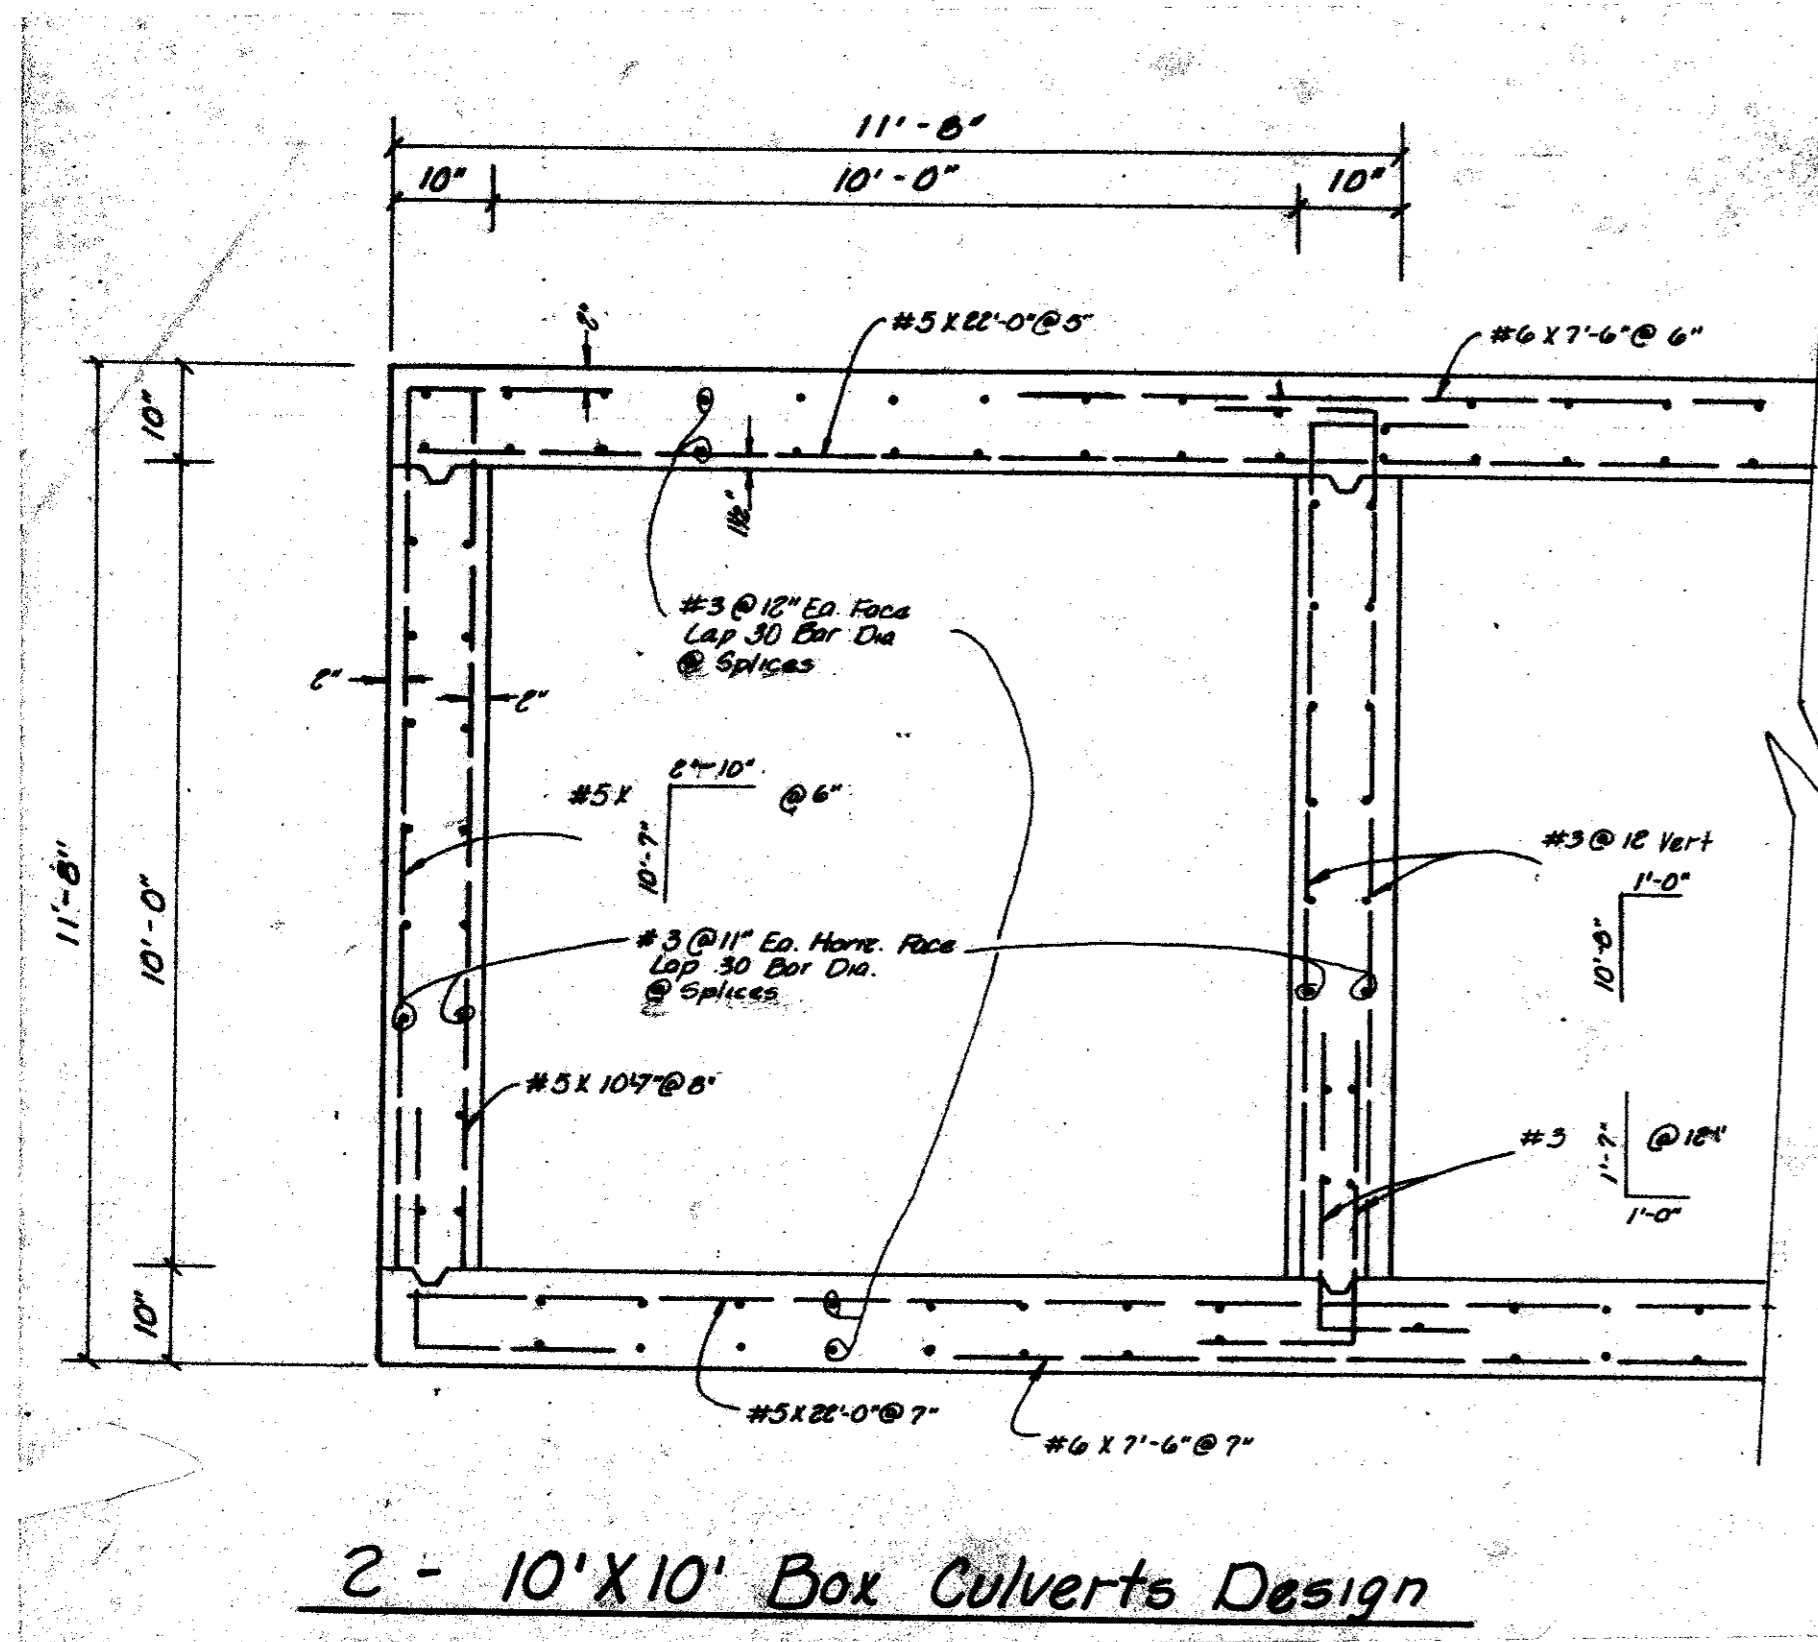 11'-8"
10"
10'-0"
10"
2"
#5 X 22'-0" @ 5"
#6 X 7'-6" @ 6"
10"
1½"
#3 @ 12" Ea. Face
Lap 30 Bar Dia
@ Splices
2"
2"
2'-10"
#5 X
@ 6"
10'-7"
11'-8"
10'-0"
#3 @ 12 Vert
1'-0"
10'-8"
#3 @ 11" Ea. Horz. Face
Lap 30 Bar Dia.
@ Splices
#5 X 10'-7" @ 8"
#3
1'-7"
@ 12"
1'-0"
10"
#5 X 22'-0" @ 7"
#6 X 7'-6" @ 7"
2 - 10' X 10' Box Culverts Design